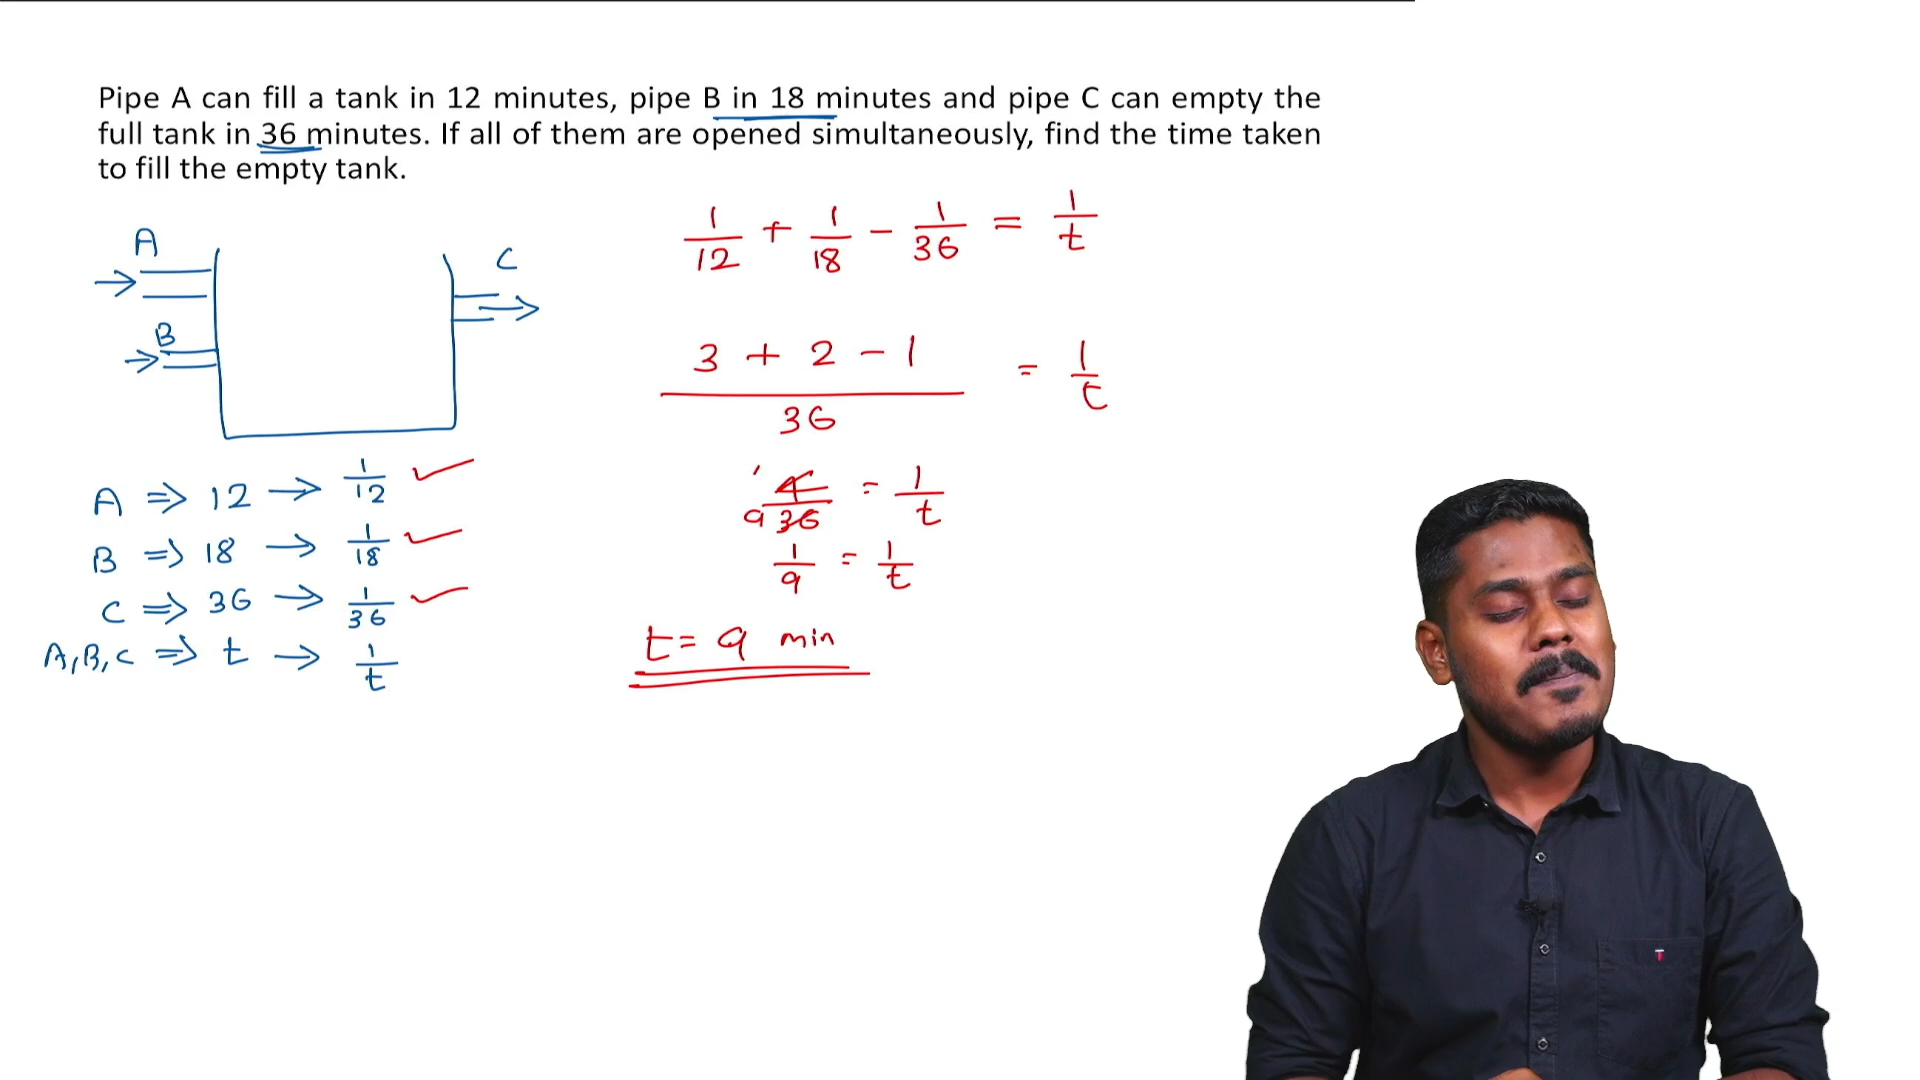 Pipe A can fill a tank in 12 minutes, pipe B in 18 minutes and pipe C can empty the
full tank in 36 minutes. If all of them are opened simultaneously, find the time taken
to fill the empty tank.
A
B
C
A ⇒ 12 → 1/12 ✓
B ⇒ 18 → 1/18 ✓
C ⇒ 36 → 1/36 ✓
A,B,C ⇒ t → 1/t
1/12 + 1/18 - 1/36 = 1/t
3 + 2 - 1 / 36 = 1/t
1 4/36 9 = 1/t
1/9 = 1/t
t = 9 min
T